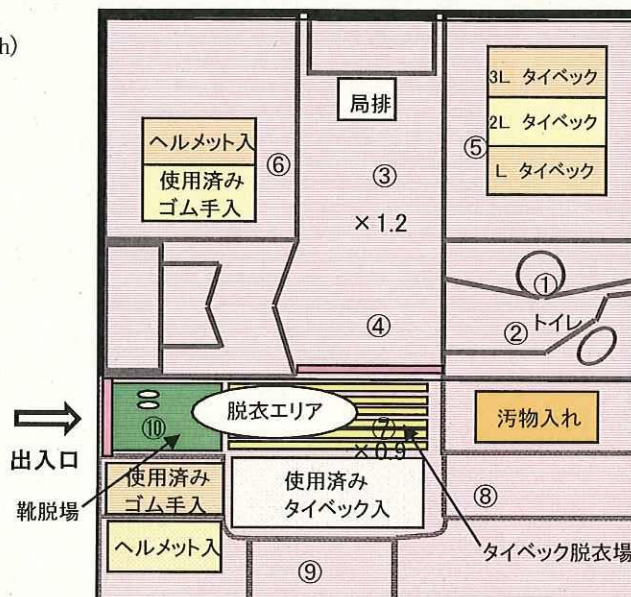 h)
3L タイベック
2L タイベック
L タイベック
⑤
局排
③
×1.2
ヘルメット入
使用済み
ゴム手入
⑥
①
②
トイレ
④
脱衣エリア
⑩
⑦
×0.9
汚物入れ
出入口
靴脱場
使用済み
ゴム手入
ヘルメット入
使用済み
タイベック入
⑧
タイベック脱衣場
⑨